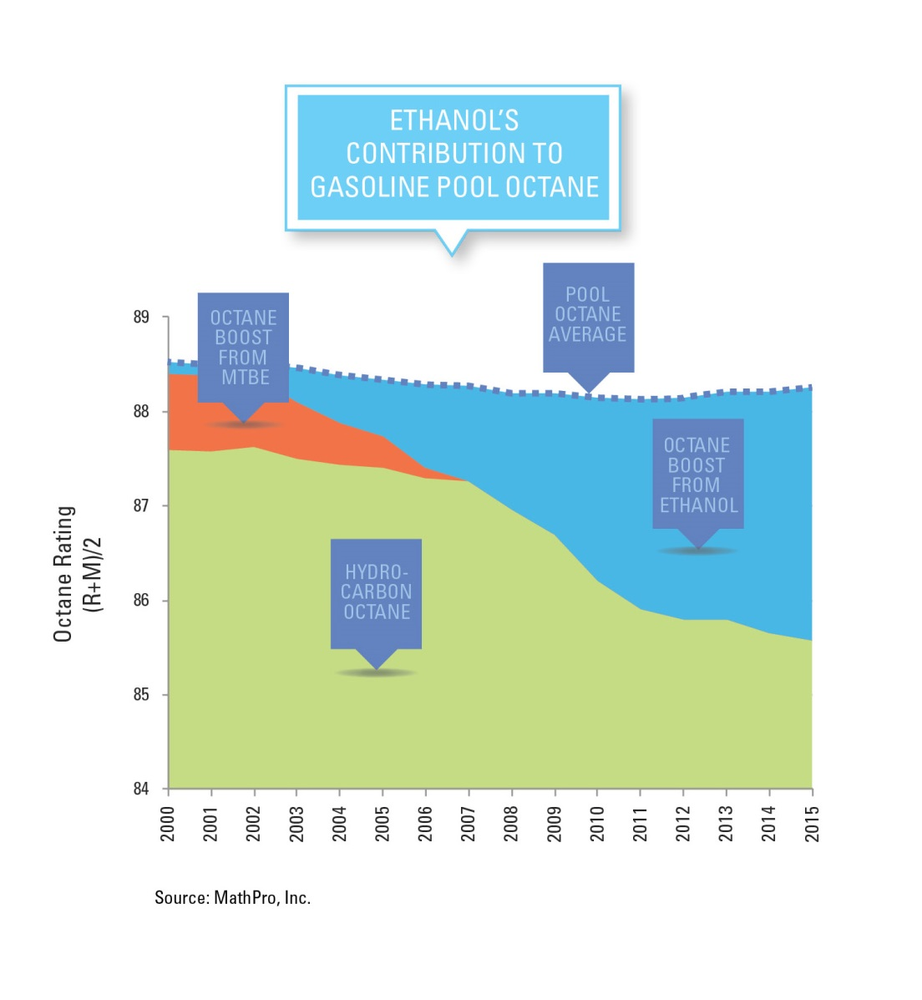 ETHANOL'S
CONTRIBUTION TO
GASOLINE POOL OCTANE
POOL
OCTANE
AVERAGE
OCTANE
BOOST
FROM
MTBE
OCTANE
BOOST
FROM
ETHANOL
HYDRO-
CARBON
OCTANE
Octane Rating
(R+M)/2
89
88
87
86
85
84
2000 2001 2002 2003 2004 2005 2006 2007 2008 2009 2010 2011 2012 2013 2014 2015
Source: MathPro, Inc.